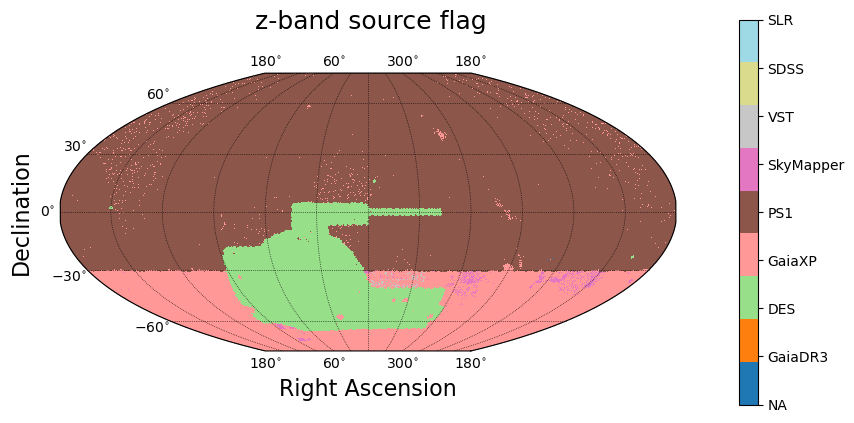 z-band source flag
180° 60° 300° 180°
60°
30°
0°
−30°
−60°
180° 60° 300° 180°
Declination
Right Ascension
SLR
SDSS
VST
SkyMapper
PS1
GaiaXP
DES
GaiaDR3
NA